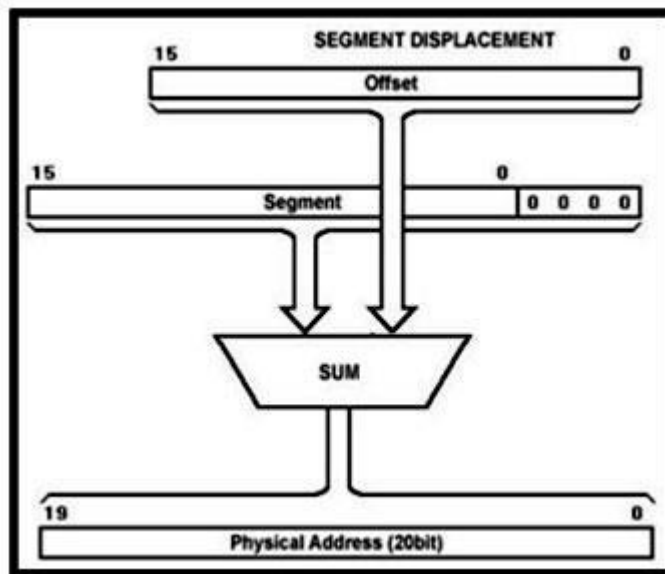 SEGMENT DISPLACEMENT
15 0
Offset
15 0
Segment 0 0 0 0
SUM
19 0
Physical Address (20bit)